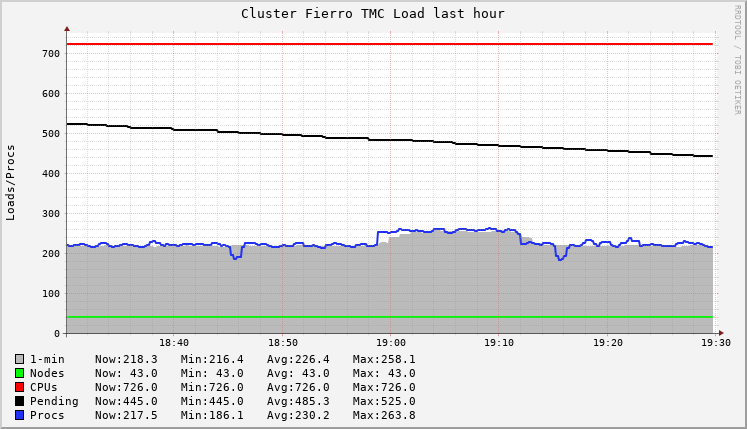 Cluster Fierro TMC Load last hour
RRDTOOL / TOBI OETIKER
Loads/Procs
700
600
500
400
300
200
100
0
18:40 18:50 19:00 19:10 19:20 19:30
1-min Now:218.3 Min:216.4 Avg:226.4 Max:258.1
Nodes Now: 43.0 Min: 43.0 Avg: 43.0 Max: 43.0
CPUs Now:726.0 Min:726.0 Avg:726.0 Max:726.0
Pending Now:445.0 Min:445.0 Avg:485.3 Max:525.0
Procs Now:217.5 Min:186.1 Avg:230.2 Max:263.8